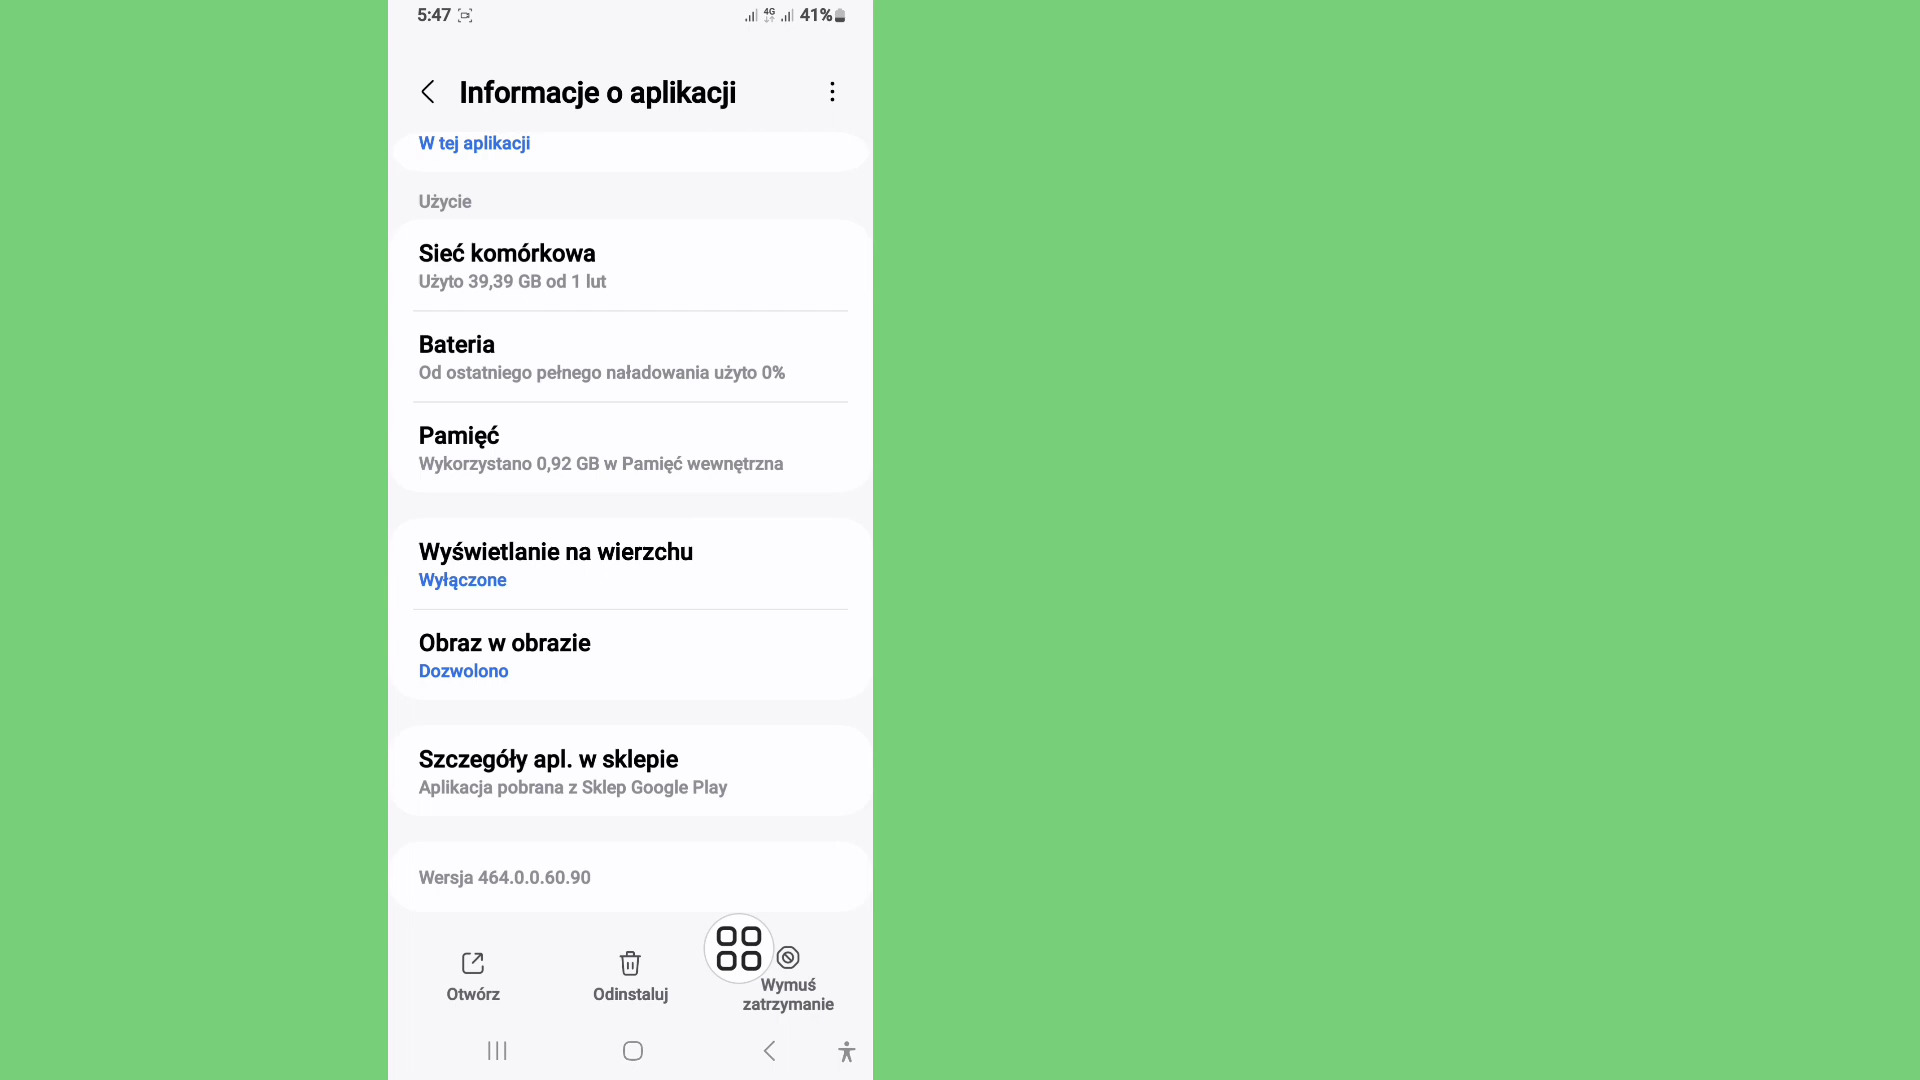 5:47
4G
41%
Informacje o aplikacji
W tej aplikacji
Użycie
Sieć komórkowa
Użyto 39,39 GB od 1 lut
Bateria
Od ostatniego pełnego naładowania użyto 0%
Pamięć
Wykorzystano 0,92 GB w Pamięć wewnętrzna
Wyświetlanie na wierzchu
Wyłączone
Obraz w obrazie
Dozwolono
Szczegóły apl. w sklepie
Aplikacja pobrana z Sklep Google Play
Wersja 464.0.0.60.90
Otwórz
Odinstaluj
Wymuś
zatrzymanie